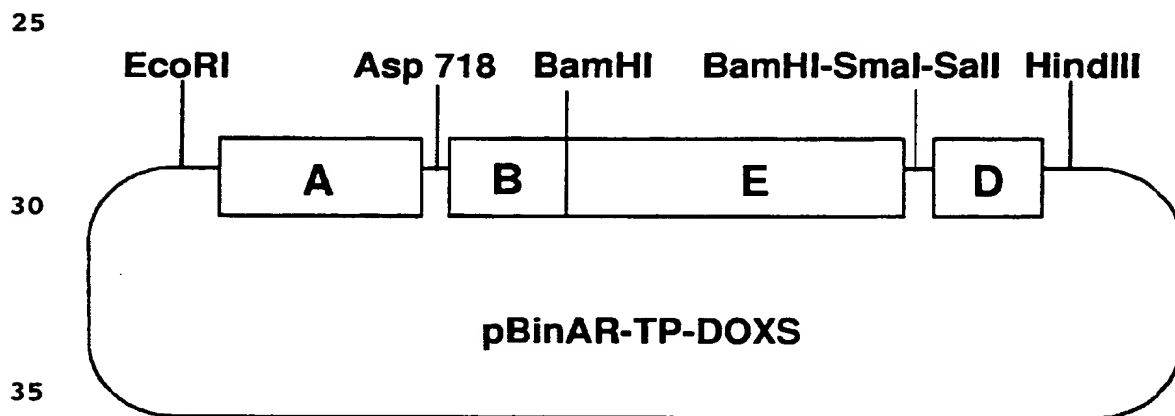 25
EcoRI Asp 718 BamHI BamHI-SmaI-SalI HindIII
A B E D
30
pBinAR-TP-DOXS
35